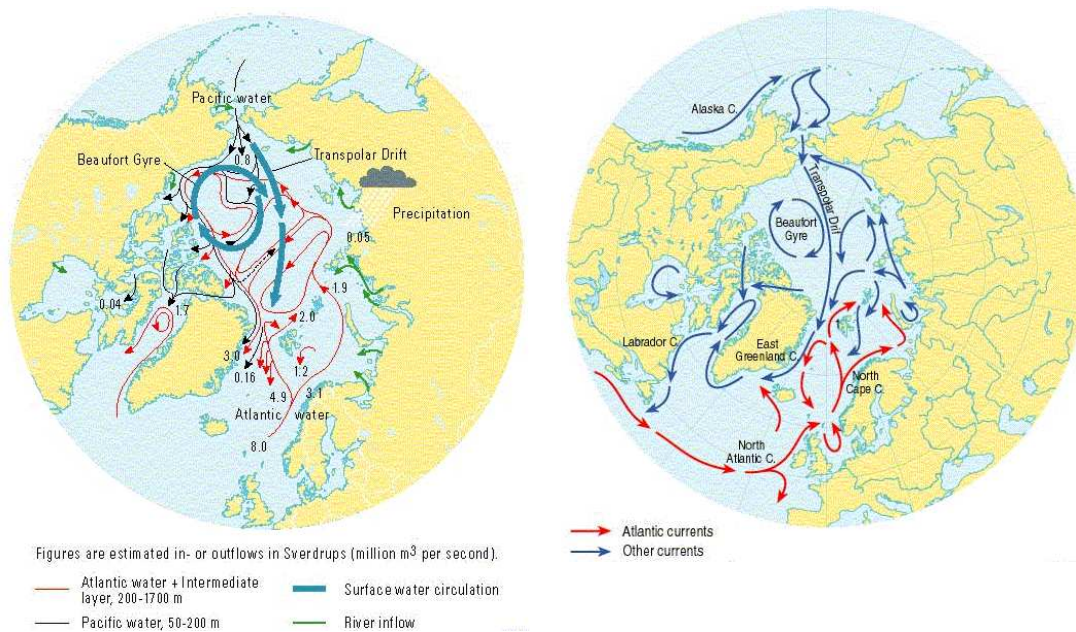 Pacific water
Beaufort Gyre
Transpolar Drift
0.8
Precipitation
0.05
0.04
1.7
1.9
2.0
3.0
0.16
1.2
4.9
3.1
Atlantic water
8.0
Figures are estimated in- or outflows in Sverdrups (million m³ per second).
Atlantic water + Intermediate
layer, 200-1700 m
Surface water circulation
Pacific water, 50-200 m
River inflow
Alaska C.
Transpolar Drif
Beaufort
Gyre
Labrador C.
East
Greenland C.
North
Cape C.
North
Atlantic C.
Atlantic currents
Other currents